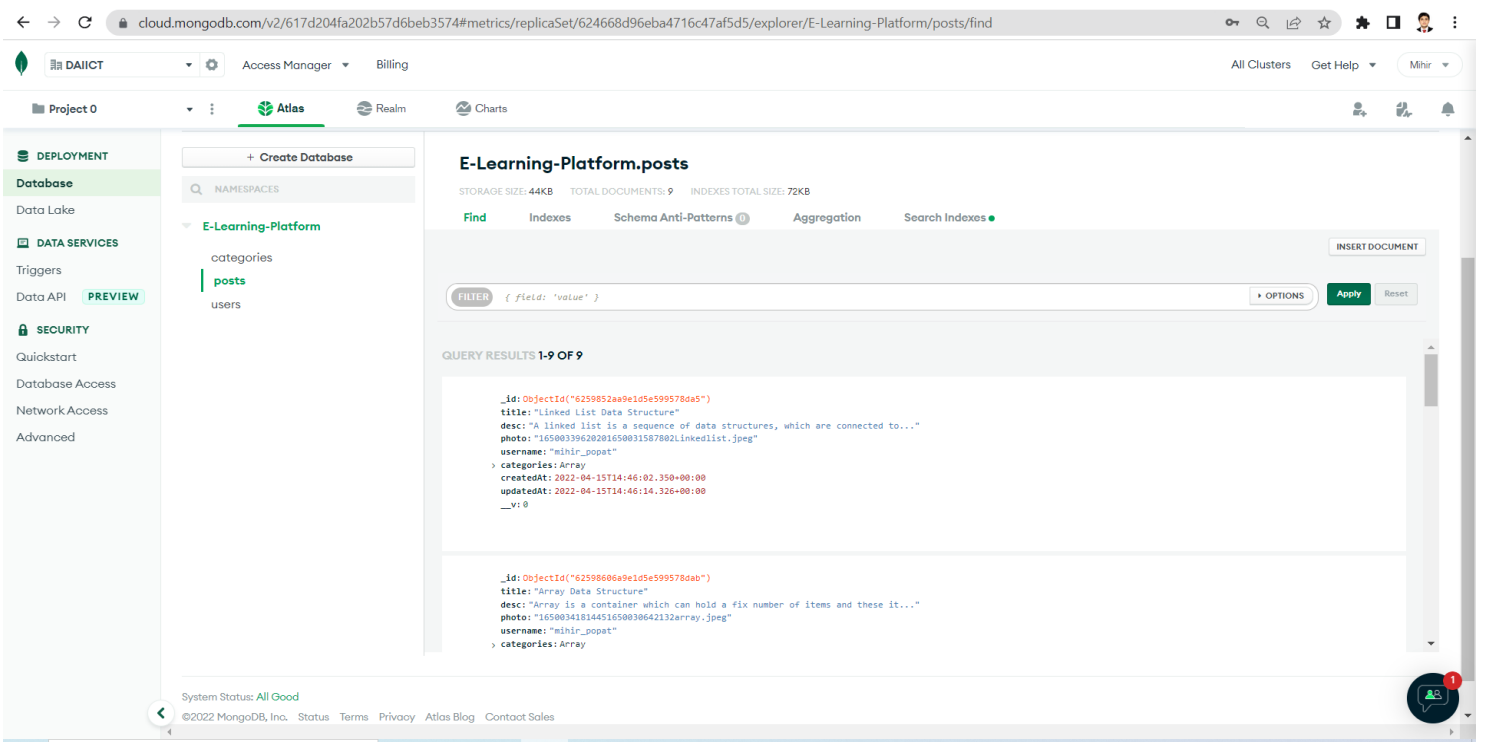 cloud.mongodb.com/v2/617d204fa202b57d6beb3574#metrics/replicaSet/624668d96eba4716c47af5d5/explorer/E-Learning-Platform/posts/find
DAIICT Access Manager Billing All Clusters Get Help Mihir
Project 0 Atlas Realm Charts
DEPLOYMENT
Database
Data Lake
DATA SERVICES
Triggers
Data API PREVIEW
SECURITY
Quickstart
Database Access
Network Access
Advanced
+ Create Database
NAMESPACES
E-Learning-Platform
categories
posts
users
E-Learning-Platform.posts
STORAGE SIZE: 44KB TOTAL DOCUMENTS: 9 INDEXES TOTAL SIZE: 72KB
Find Indexes Schema Anti-Patterns 0 Aggregation Search Indexes
INSERT DOCUMENT
FILTER { field: 'value' } OPTIONS Apply Reset
QUERY RESULTS 1-9 OF 9
_id: ObjectId("6259852aa9e1d5e599578da5")
title: "Linked List Data Structure"
desc: "A linked list is a sequence of data structures, which are connected to..."
photo: "16500339620201650031587802Linkedlist.jpeg"
username: "mihir_popat"
> categories: Array
createdAt: 2022-04-15T14:46:02.350+00:00
updatedAt: 2022-04-15T14:46:14.326+00:00
__v: 0
_id: ObjectId("62598606a9e1d5e599578dab")
title: "Array Data Structure"
desc: "Array is a container which can hold a fix number of items and these it..."
photo: "16500341814451650030642132array.jpeg"
username: "mihir_popat"
> categories: Array
System Status: All Good
©2022 MongoDB, Inc. Status Terms Privacy Atlas Blog Contact Sales
1